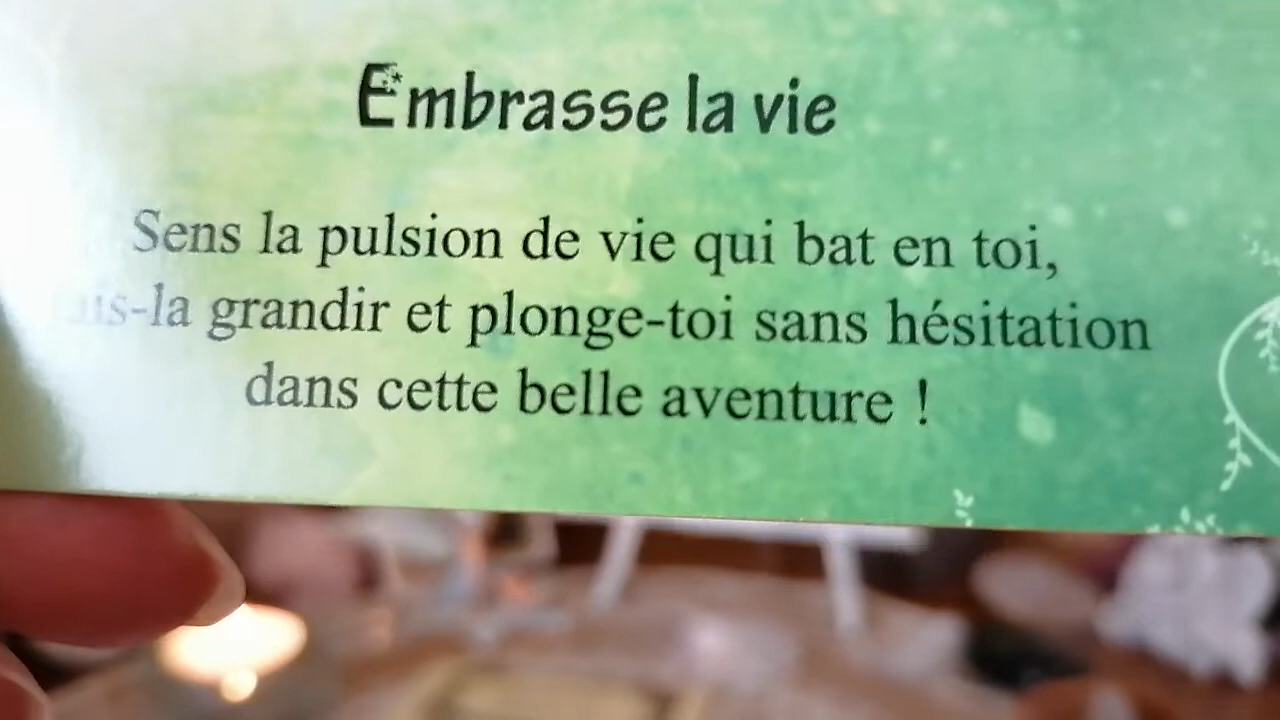 Embrasse la vie
Sens la pulsion de vie qui bat en toi,
grandir et plonge-toi sans hésitation
dans cette belle aventure !